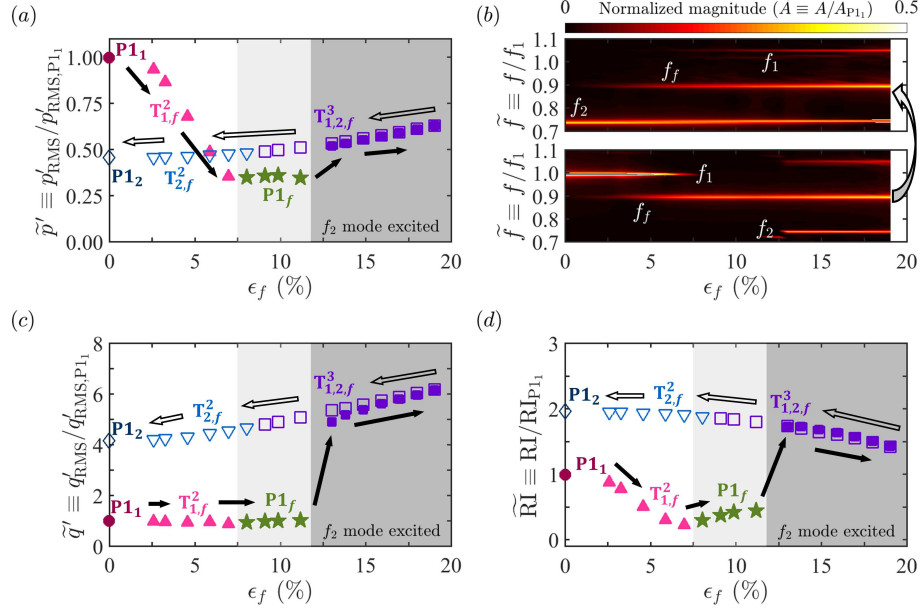 (a)
1.00
0.75
0.50
0.25
0.00
p̃′ ≡ p′RMS/p′RMS,P1₁
P1₁
T²₁,f
T³₁,₂,f
P1₂
T²₂,f
P1f
f₂ mode excited
0 5 10 15 20
ϵf (%)
(b)
Normalized magnitude (A ≡ A/AP1₁)
0 0.5
1.1
1.0
0.9
0.8
0.7
f̃ ≡ f/f₁
f₁
ff
f₂
1.1
1.0
0.9
0.8
0.7
f̃ ≡ f/f₁
f₁
ff
f₂
0 5 10 15 20
ϵf (%)
(c)
8
6
4
2
0
q̃′ ≡ q′RMS/q′RMS,P1₁
T³₁,₂,f
T²₂,f
P1₂
P1₁
T²₁,f
P1f
f₂ mode excited
0 5 10 15 20
ϵf (%)
(d)
3
2
1
0
R̃I ≡ RI/RIP1₁
P1₂
T²₂,f
T³₁,₂,f
P1₁
T²₁,f
P1f
f₂ mode excited
0 5 10 15 20
ϵf (%)